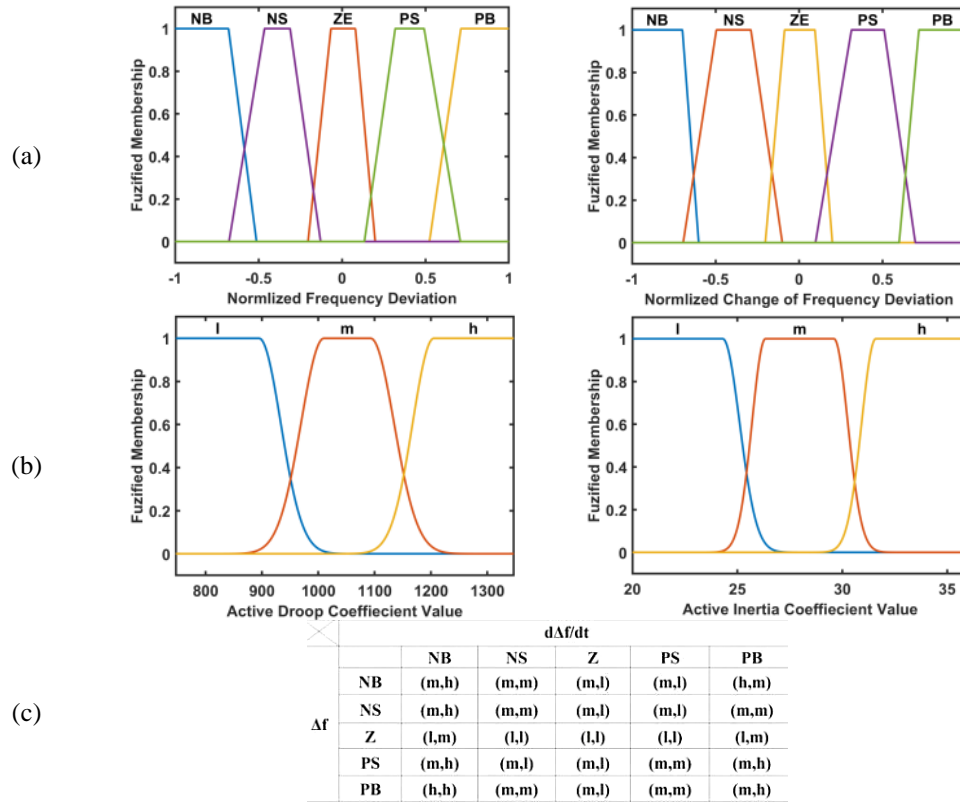 NB NS ZE PS PB
1
0.8
0.6
0.4
0.2
0
-1 -0.5 0 0.5 1
Fuzified Membership
Normlized Frequency Deviation
NB NS ZE PS PB
1
0.8
0.6
0.4
0.2
0
-1 -0.5 0 0.5
Fuzified Membership
Normlized Change of Frequency Deviation
(a)
l m h
1
0.8
0.6
0.4
0.2
0
800 900 1000 1100 1200 1300
Fuzified Membership
Active Droop Coeffiecient Value
l m h
1
0.8
0.6
0.4
0.2
0
20 25 30 35
Fuzified Membership
Active Inertia Coeffiecient Value
(b)
dΔf/dt
NB NS Z PS PB
NB (m,h) (m,m) (m,l) (m,l) (h,m)
NS (m,h) (m,m) (m,l) (m,l) (m,m)
Δf
Z (l,m) (l,l) (l,l) (l,l) (l,m)
PS (m,h) (m,l) (m,l) (m,m) (m,h)
PB (h,h) (m,m) (m,l) (m,m) (m,h)
(c)